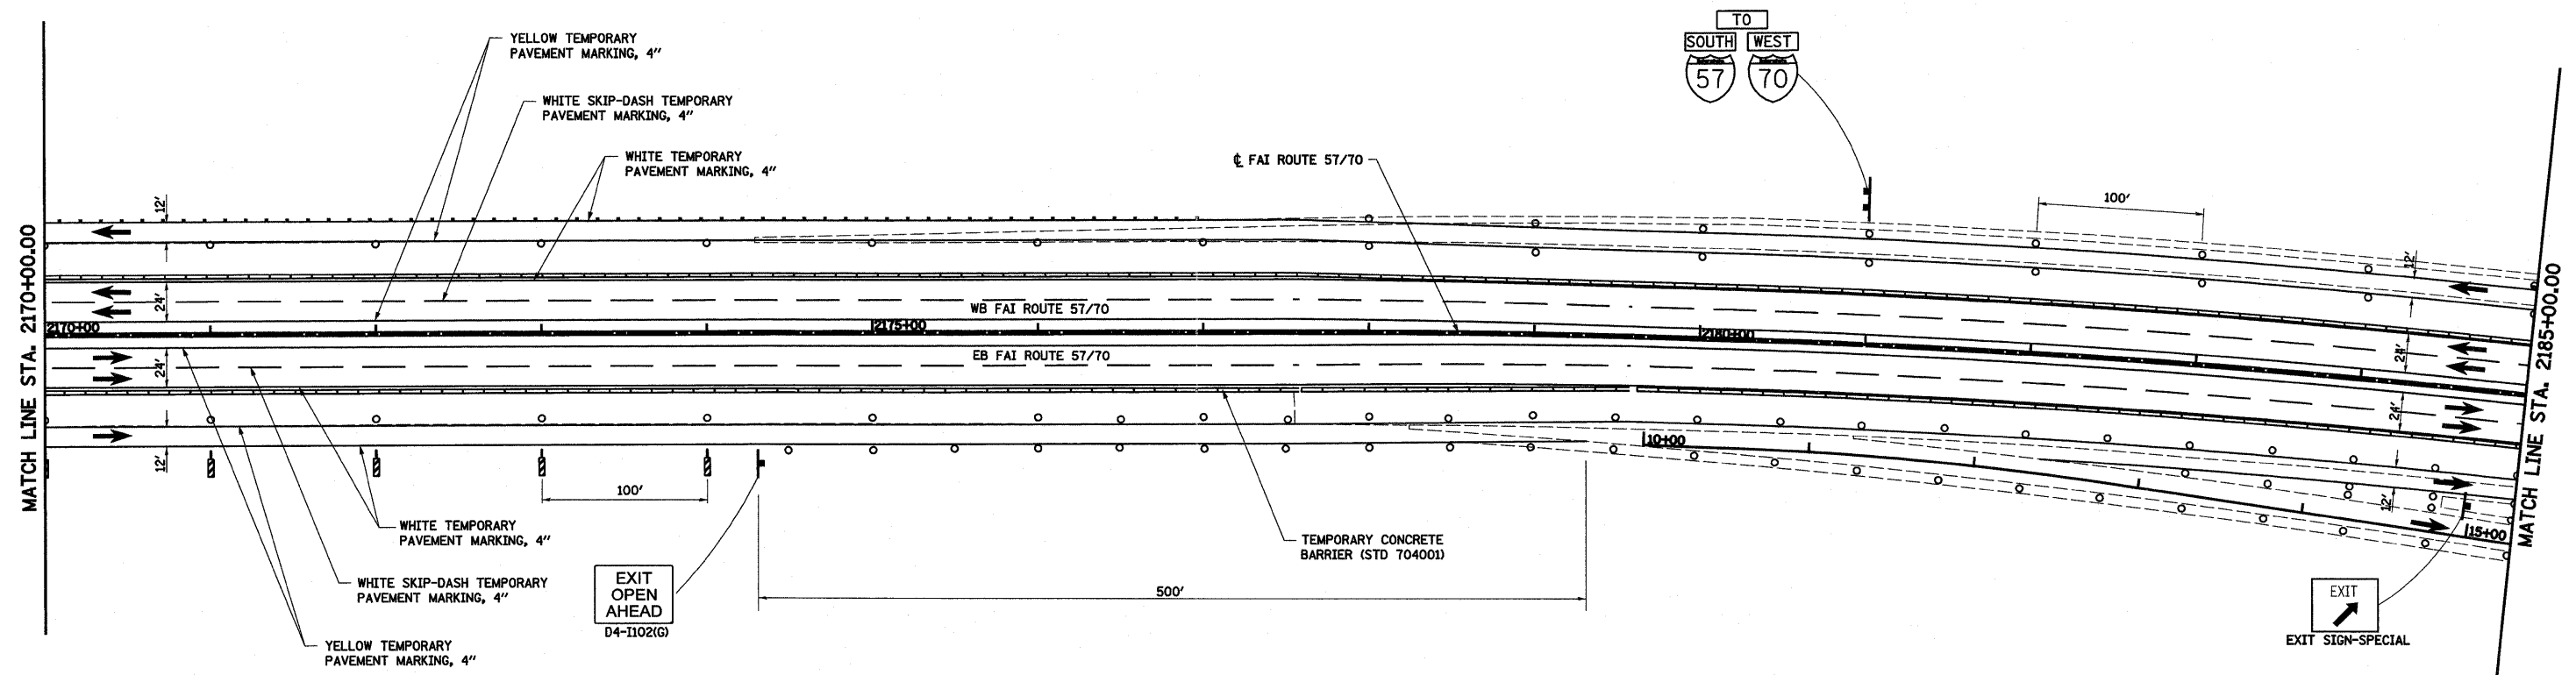 YELLOW TEMPORARY
PAVEMENT MARKING, 4"
WHITE SKIP-DASH TEMPORARY
PAVEMENT MARKING, 4"
WHITE TEMPORARY
PAVEMENT MARKING, 4"
TO
SOUTH WEST
57 70
℄ FAI ROUTE 57/70
100'
12'
12'
MATCH LINE STA. 2170+00.00
24'
WB FAI ROUTE 57/70
2170+00
2175+00
2180+00
24'
EB FAI ROUTE 57/70
24'
24'
MATCH LINE STA. 2185+00.00
12'
10+00
12'
15+00
100'
WHITE TEMPORARY
PAVEMENT MARKING, 4"
TEMPORARY CONCRETE
BARRIER (STD 704001)
WHITE SKIP-DASH TEMPORARY
PAVEMENT MARKING, 4"
EXIT
OPEN
AHEAD
D4-I102(G)
500'
EXIT
EXIT SIGN-SPECIAL
YELLOW TEMPORARY
PAVEMENT MARKING, 4"